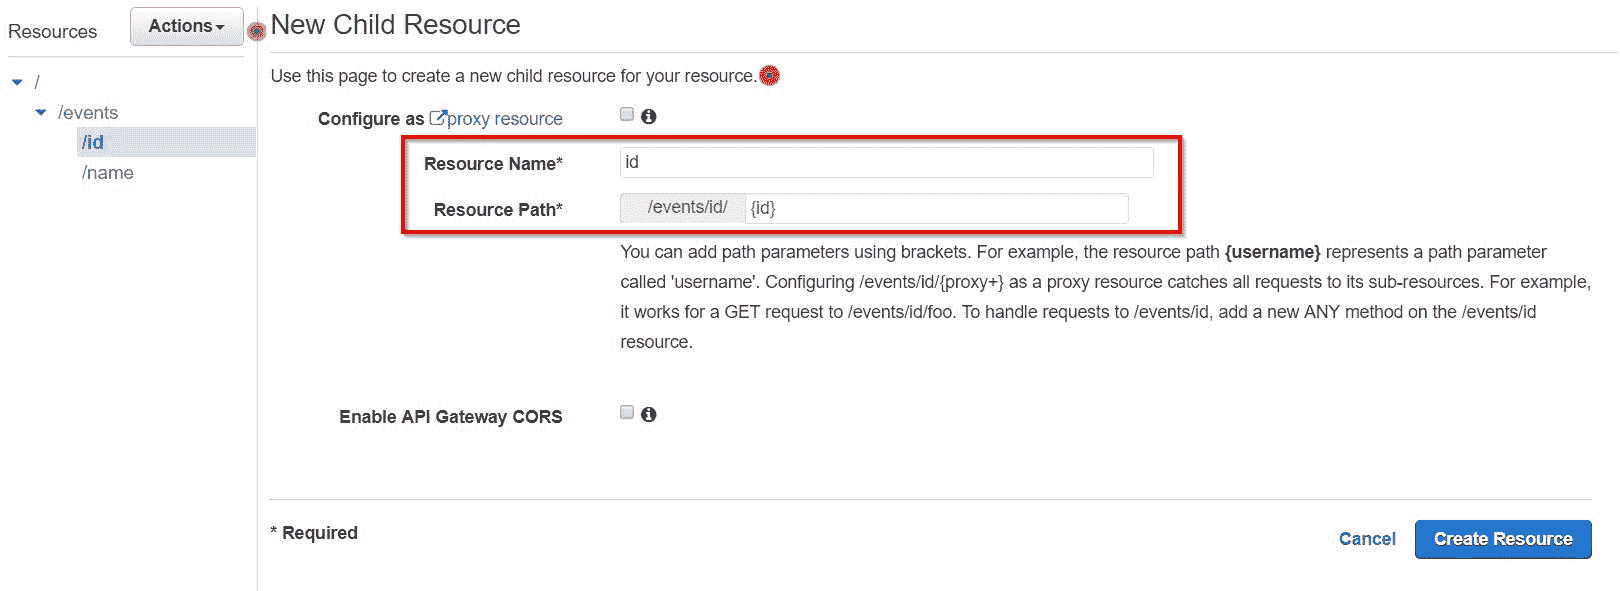 Resources
Actions
New Child Resource
Use this page to create a new child resource for your resource.
/
/events
/id
/name
Configure as proxy resource
Resource Name* id
Resource Path* /events/id/ {id}
You can add path parameters using brackets. For example, the resource path {username} represents a path parameter
called 'username'. Configuring /events/id/{proxy+} as a proxy resource catches all requests to its sub-resources. For example,
it works for a GET request to /events/id/foo. To handle requests to /events/id, add a new ANY method on the /events/id
resource.
Enable API Gateway CORS
* Required
Cancel Create Resource